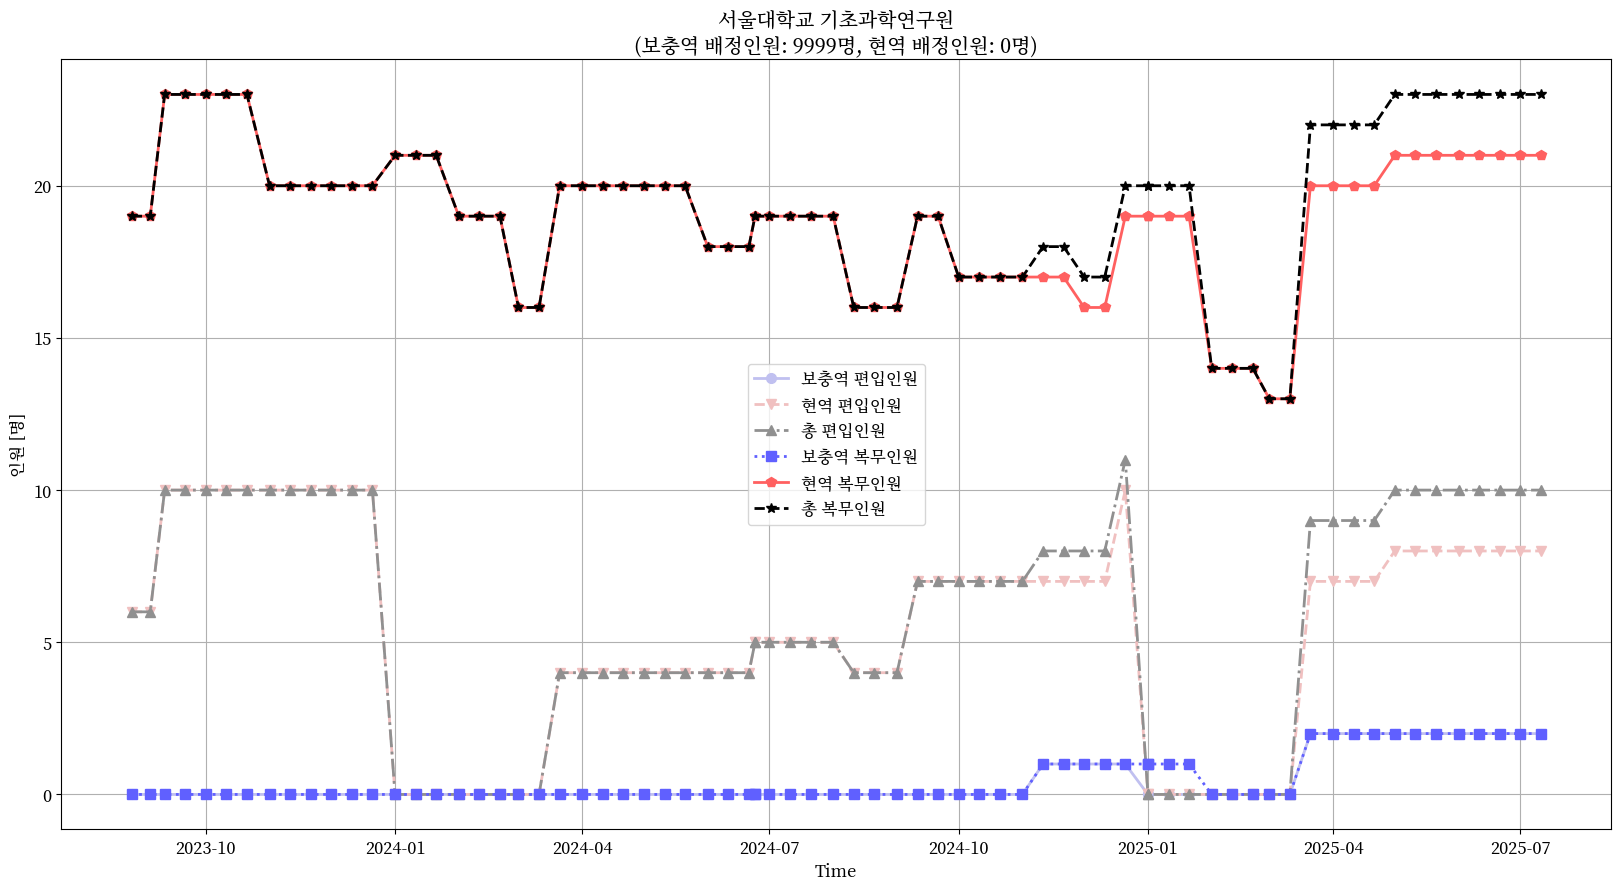 서울대학교 기초과학연구원
(보충역 배정인원: 9999명, 현역 배정인원: 0명)
인원 [명]
20
15
10
5
0
보충역 편입인원
현역 편입인원
총 편입인원
보충역 복무인원
현역 복무인원
총 복무인원
2023-10
2024-01
2024-04
2024-07
2024-10
2025-01
2025-04
2025-07
Time